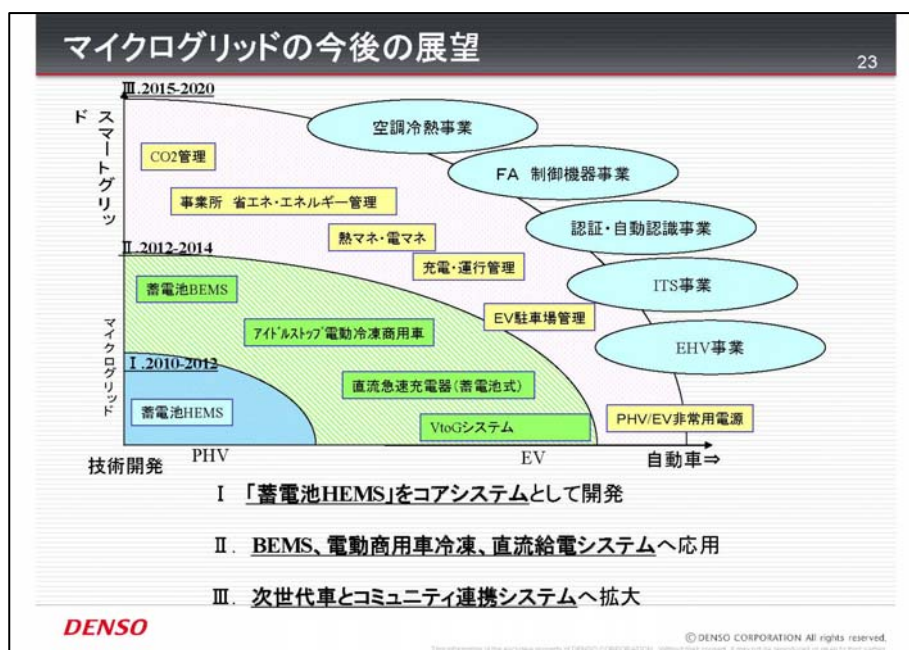 マイクログリッドの今後の展望
23
Ⅲ.2015-2020
スマートグリッ
ド
空調冷熱事業
CO2管理
FA 制御機器事業
事業所 省エネ・エネルギー管理
認証・自動認識事業
熱マネ・電マネ
Ⅱ.2012-2014
充電・運行管理
ITS事業
蓄電池BEMS
EV駐車場管理
アイドルストップ電動冷凍商用車
EHV事業
マイクログリッド
Ⅰ.2010-2012
直流急速充電器(蓄電池式)
蓄電池HEMS
VtoGシステム
PHV/EV非常用電源
技術開発
PHV
EV
自動車⇒
Ⅰ 「蓄電池HEMS」をコアシステムとして開発
Ⅱ. BEMS、電動商用車冷凍、直流給電システムへ応用
Ⅲ. 次世代車とコミュニティ連携システムへ拡大
DENSO
© DENSO CORPORATION All rights reserved.